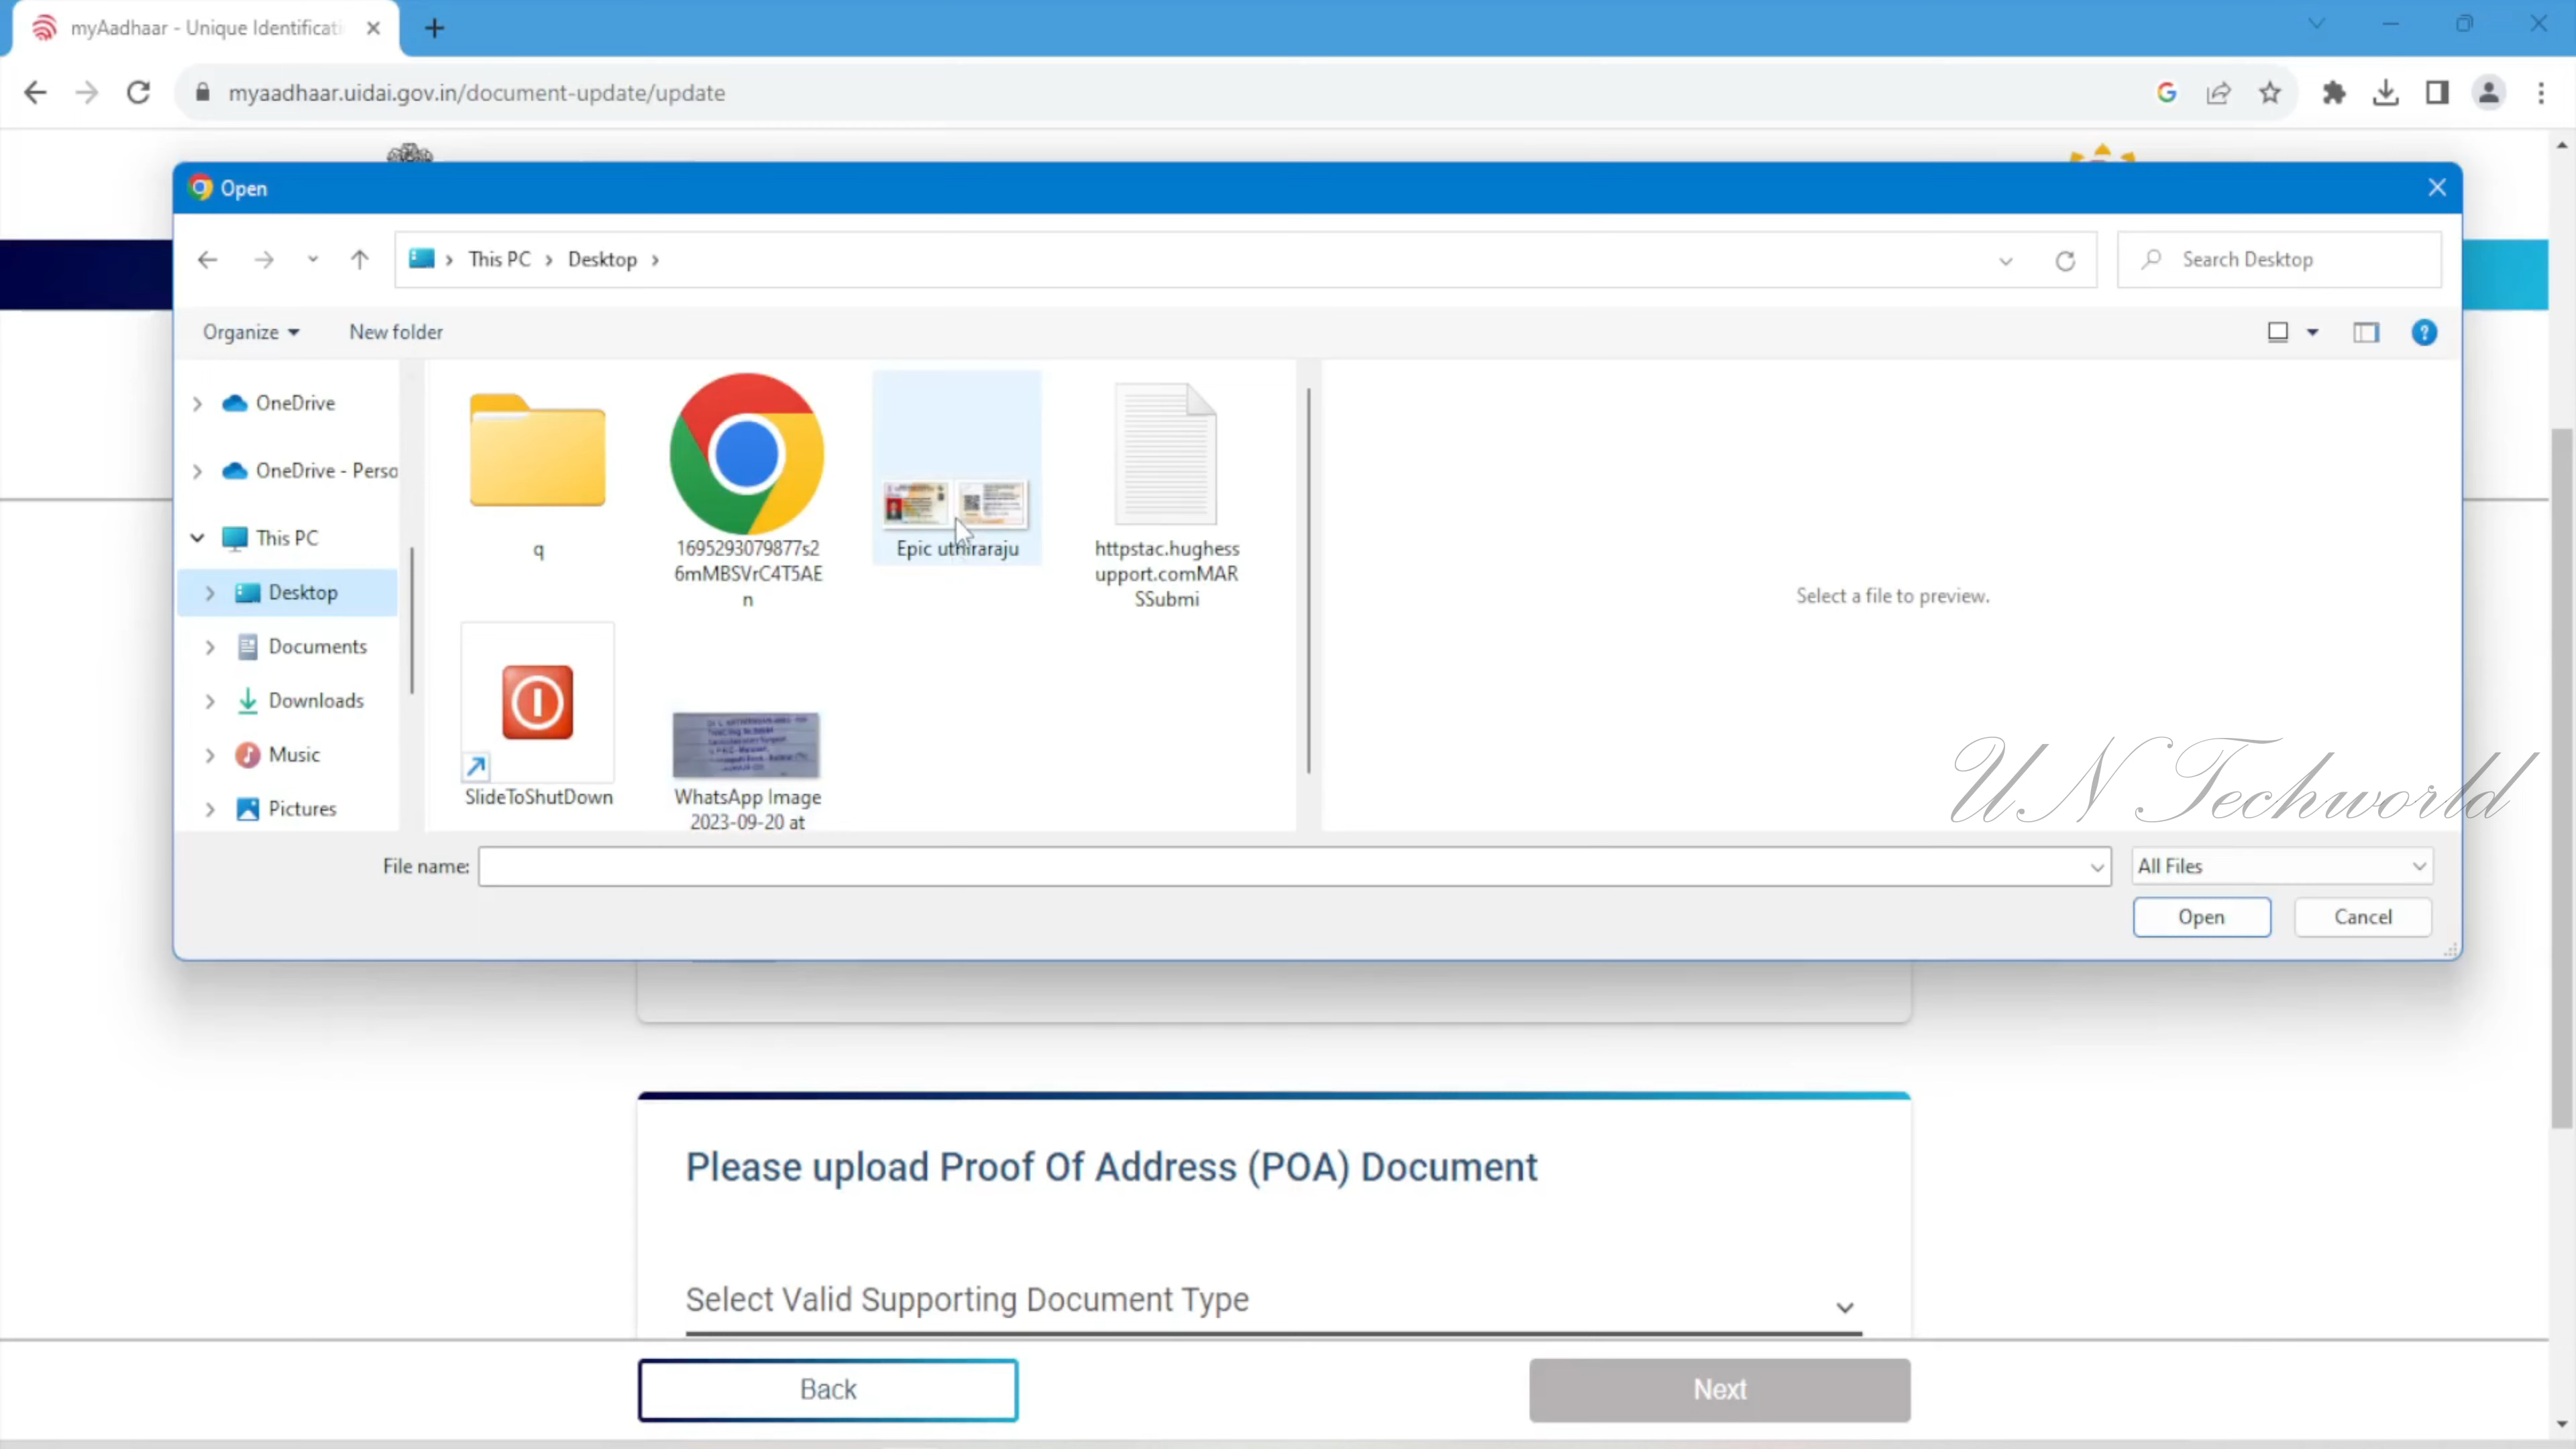 myAadhaar - Unique Identificati
myaadhaar.uidai.gov.in/document-update/update
Open
This PC
Desktop
Search Desktop
Organize
New folder
OneDrive
OneDrive - Perso
This PC
Desktop
Documents
Downloads
Music
Pictures
q
1695293079877s2
6mMBSVrC4T5AE
n
Epic uthiraraju
httpstac.hughess
upport.comMAR
SSubmi
SlideToShutDown
WhatsApp Image
2023-09-20 at
Select a file to preview.
UN Techworld
File name:
All Files
Open
Cancel
Please upload Proof Of Address (POA) Document
Select Valid Supporting Document Type
Back
Next